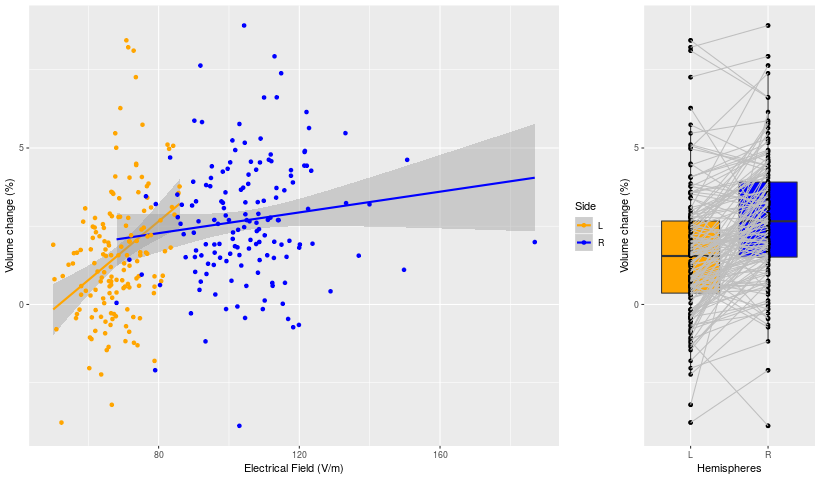 Volume change (%)
5
0
80
120
160
Electrical Field (V/m)
Side
L
R
Volume change (%)
5
0
L
R
Hemispheres